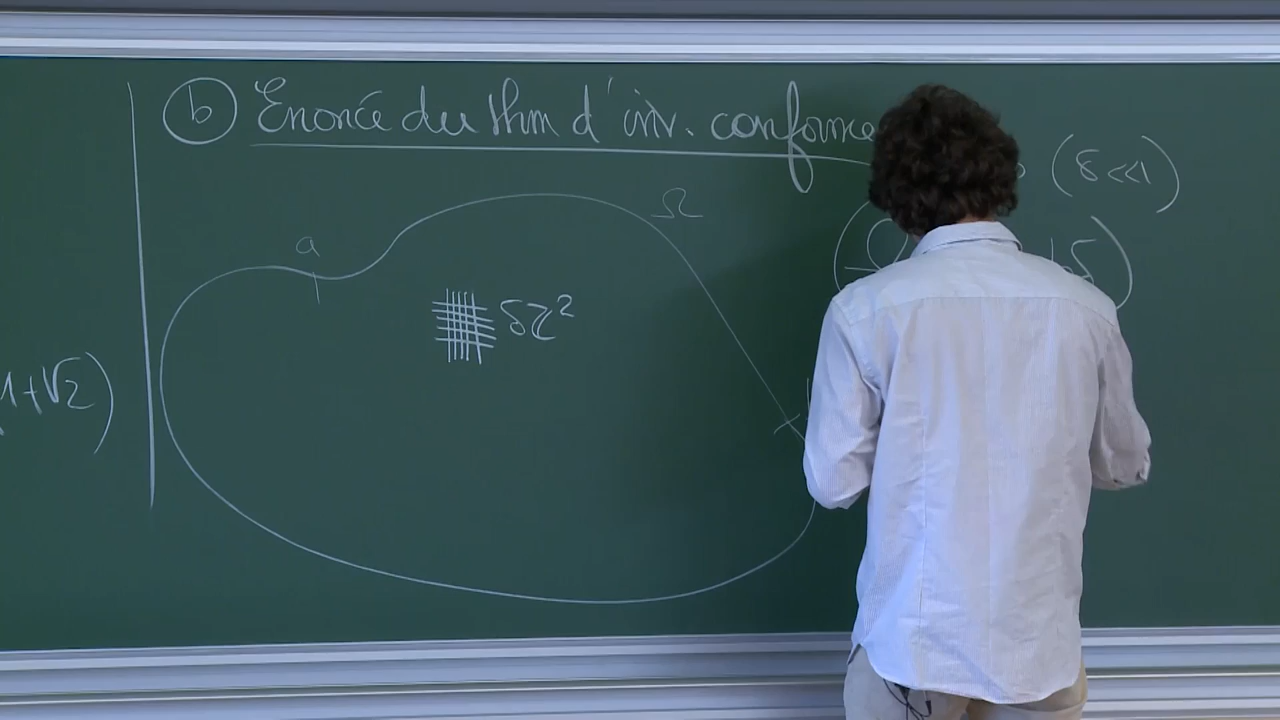 b Énoncé du thm d'inv. conforme
(δ<<1)
Ω
a
δℤ²
1+√2)